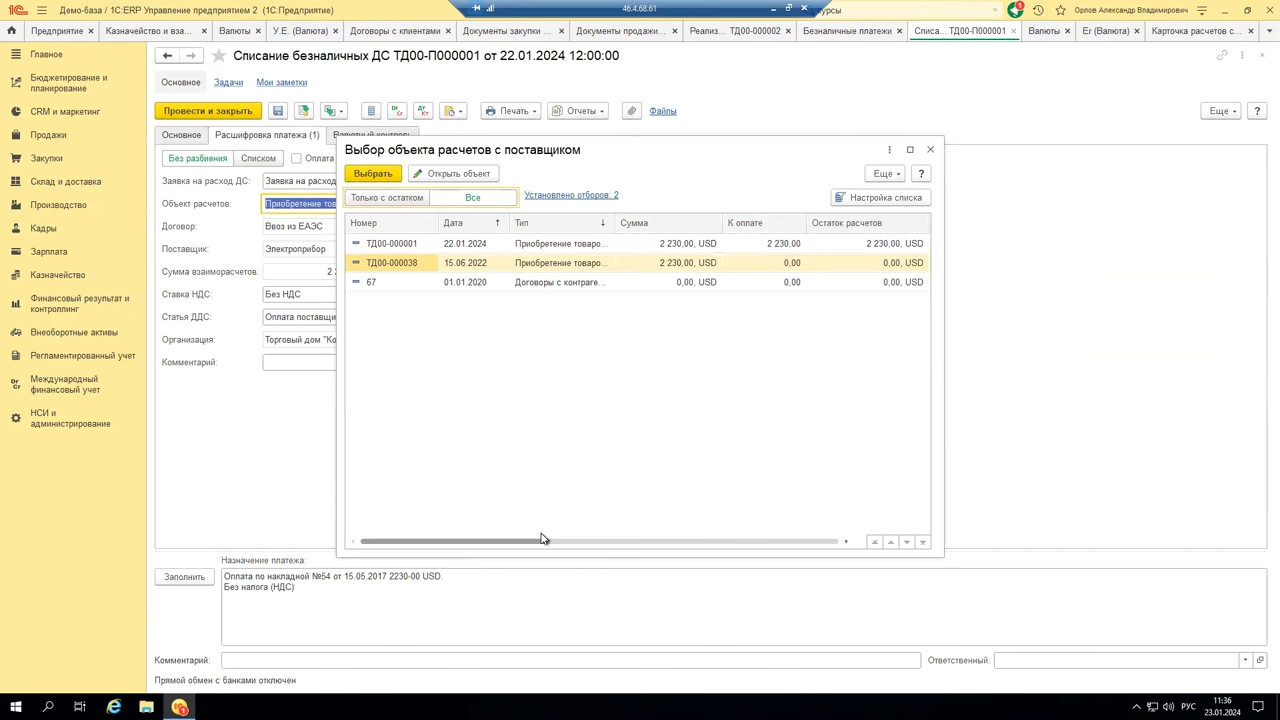 Демо-база / 1С:ERP Управление предприятием 2 (1С:Предприятие)
46.4.68.61
Орлов Александр Владимирович
1
Предприятие
Казначейство и вза...
Валюты
У.Е. (Валюта)
Договоры с клиентами
Документы закупки ...
Документы продажи...
Реализ... ТД00-000002
Безналичные платежи
Списа... ТД00-П000001
Валюты
Ег (Валюта)
Карточка расчетов с...
Главное
Бюджетирование и
планирование
CRM и маркетинг
Продажи
Закупки
Склад и доставка
Производство
Кадры
Зарплата
Казначейство
Финансовый результат и
контроллинг
Внеоборотные активы
Регламентированный учет
Международный
финансовый учет
НСИ и
администрирование
Списание безналичных ДС ТД00-П000001 от 22.01.2024 12:00:00
Основное
Задачи
Мои заметки
Провести и закрыть
Печать
Отчеты
Файлы
Еще
?
Основное
Расшифровка платежа (1)
Валютный контроль
Без разбиения
Списком
Оплата
Заявка на расход ДС:
Заявка на расход
Объект расчетов:
Приобретение тов
Договор:
Ввоз из ЕАЭС
Поставщик:
Электроприбор
Сумма взаиморасчетов:
Ставка НДС:
Без НДС
Статья ДДС:
Оплата поставщи
Организация:
Торговый дом "Ко
Комментарий:
Выбор объекта расчетов с поставщиком
Выбрать
Открыть объект
Еще
?
Только с остатком
Все
Установлено отборов: 2
Настройка списка
Номер
Дата
Тип
Сумма
К оплате
Остаток расчетов
ТД00-000001 22.01.2024 Приобретение товаро... 2 230,00, USD 2 230,00 2 230,00, USD
ТД00-000038 15.06.2022 Приобретение товаро... 2 230,00, USD 0,00 0,00, USD
67 01.01.2020 Договоры с контраге... 0,00, USD 0,00 0,00, USD
Назначение платежа:
Заполнить
Оплата по накладной №54 от 15.05.2017 2230-00 USD.
Без налога (НДС)
Комментарий:
Ответственный:
Прямой обмен с банками отключен
РУС
11:36
23.01.2024